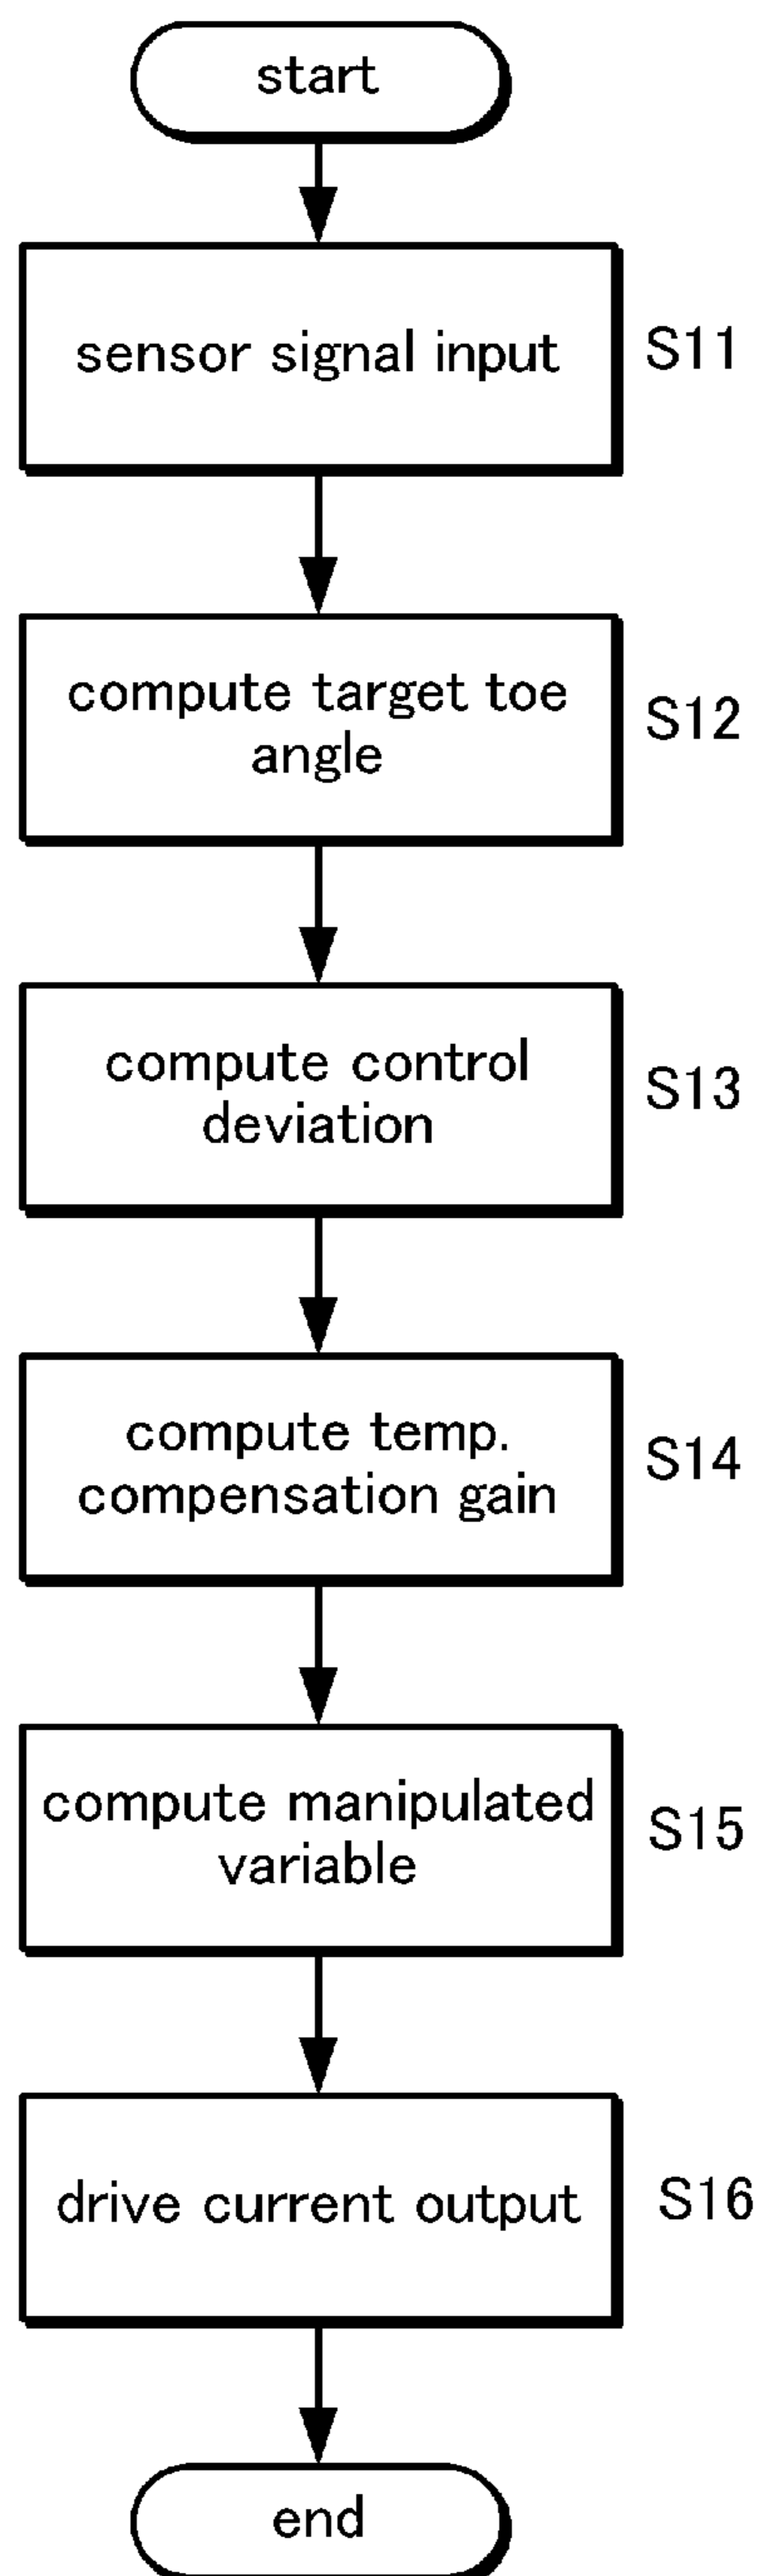 start
sensor signal input
S11
compute target toe
angle
S12
compute control
deviation
S13
compute temp.
compensation gain
S14
compute manipulated
variable
S15
drive current output
S16
end